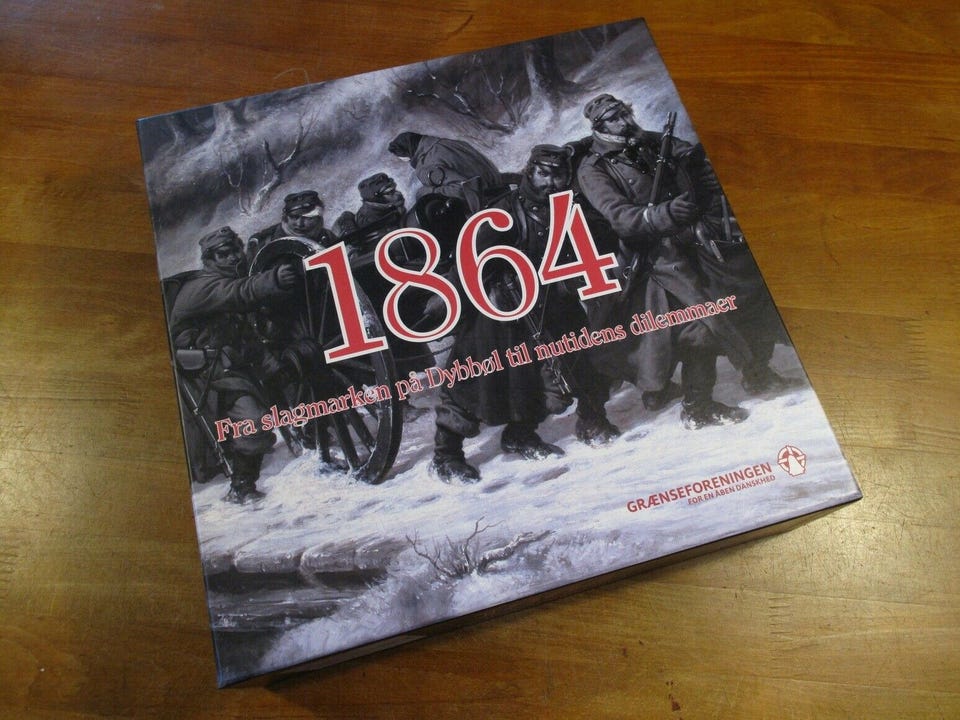 1864
Fra slagmarken på Dybbøl til nutidens dilemmaer
GRÆNSEFORENINGEN
FOR EN ÅBEN DANSKHED